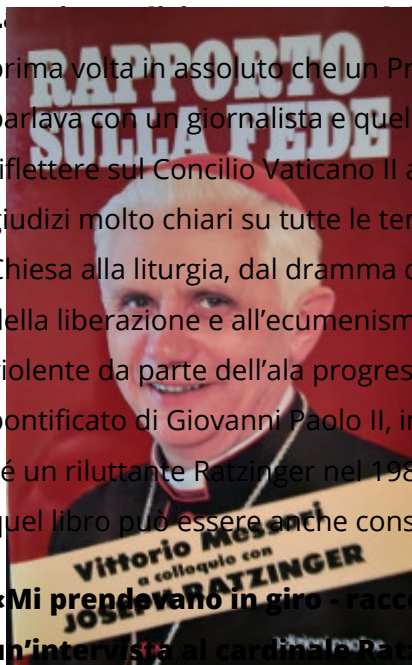 RAPPORTO
SULLA FEDE
prima volta in assoluto che un Pr
parlava con un giornalista e quel
riflettere sul Concilio Vaticano II a
giudizi molto chiari su tutte le ten
Chiesa alla liturgia, dal dramma d
della liberazione e all'ecumenism
violente da parte dell'ala progres
pontificato di Giovanni Paolo II, in
é un riluttante Ratzinger nel 198
quel libro può essere anche cons
Vittorio Messori
a colloquio con
JOSEPH RATZINGER
«Mi prendevano in giro - racco
un'intervista al cardinale Ratz